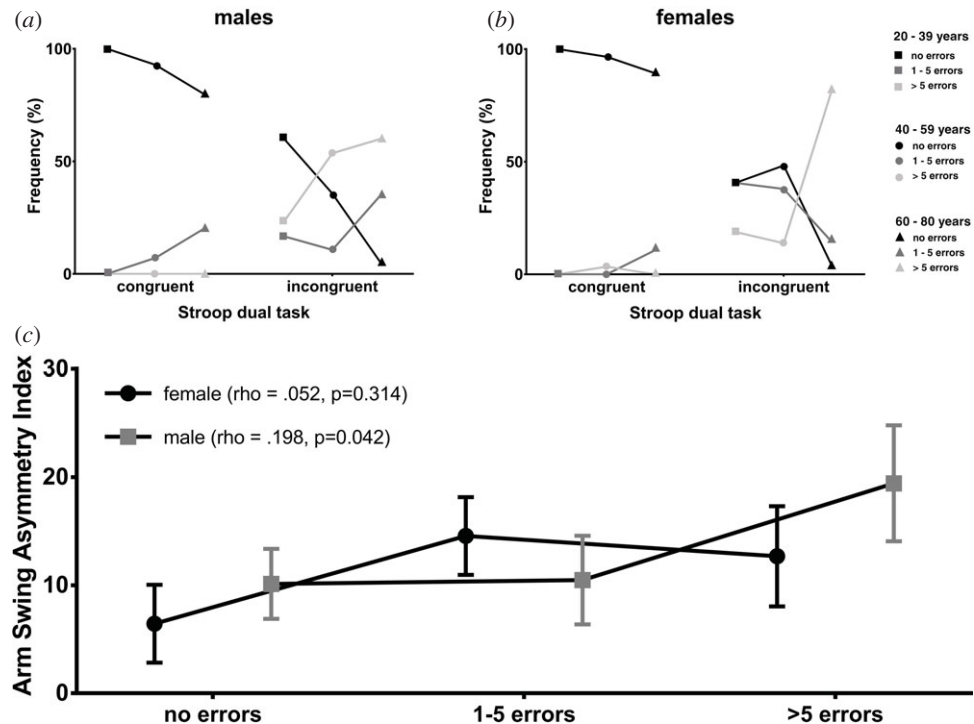 (a)
males
Frequency (%)
100
50
0
congruent
incongruent
Stroop dual task
(b)
females
Frequency (%)
100
50
0
congruent
incongruent
Stroop dual task
20 - 39 years
no errors
1 - 5 errors
> 5 errors
40 - 59 years
no errors
1 - 5 errors
> 5 errors
60 - 80 years
no errors
1 - 5 errors
> 5 errors
(c)
Arm Swing Asymmetry Index
30
20
10
0
female (rho = .052, p=0.314)
male (rho = .198, p=0.042)
no errors
1-5 errors
>5 errors